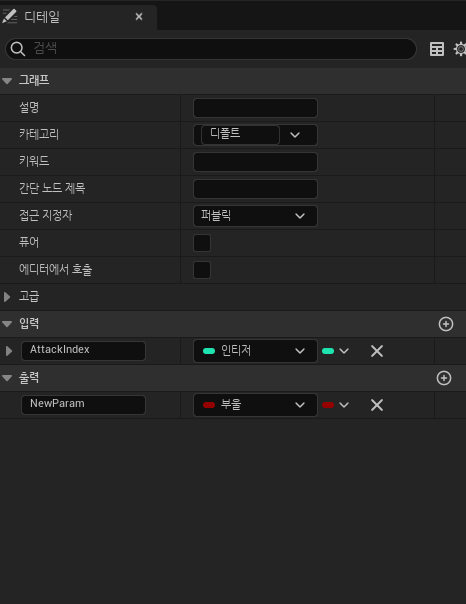 디테일
검색
그래프
설명
카테고리 디폴트
키워드
간단 노드 제목
접근 지정자 퍼블릭
퓨어
에디터에서 호출
고급
입력
AttackIndex 인티저
출력
NewParam 부울